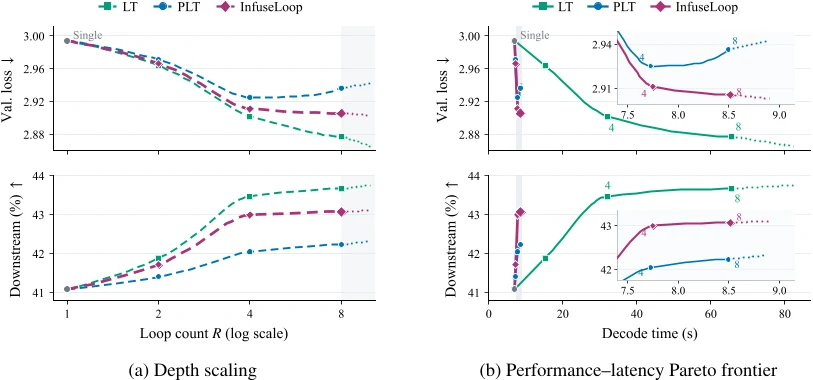 LT PLT InfuseLoop
LT PLT InfuseLoop
3.00
2.96
2.92
2.88
Val. loss ↓
Single
44
43
42
41
Downstream (%) ↑
1 2 4 8
Loop count R (log scale)
(a) Depth scaling
3.00
2.96
2.92
2.88
Val. loss ↓
Single
4
8
2.94
2.91
4
8
4
8
7.5 8.0 8.5 9.0
44
43
42
41
Downstream (%) ↑
4
8
43
42
4
8
4
8
7.5 8.0 8.5 9.0
0 20 40 60 80
Decode time (s)
(b) Performance–latency Pareto frontier